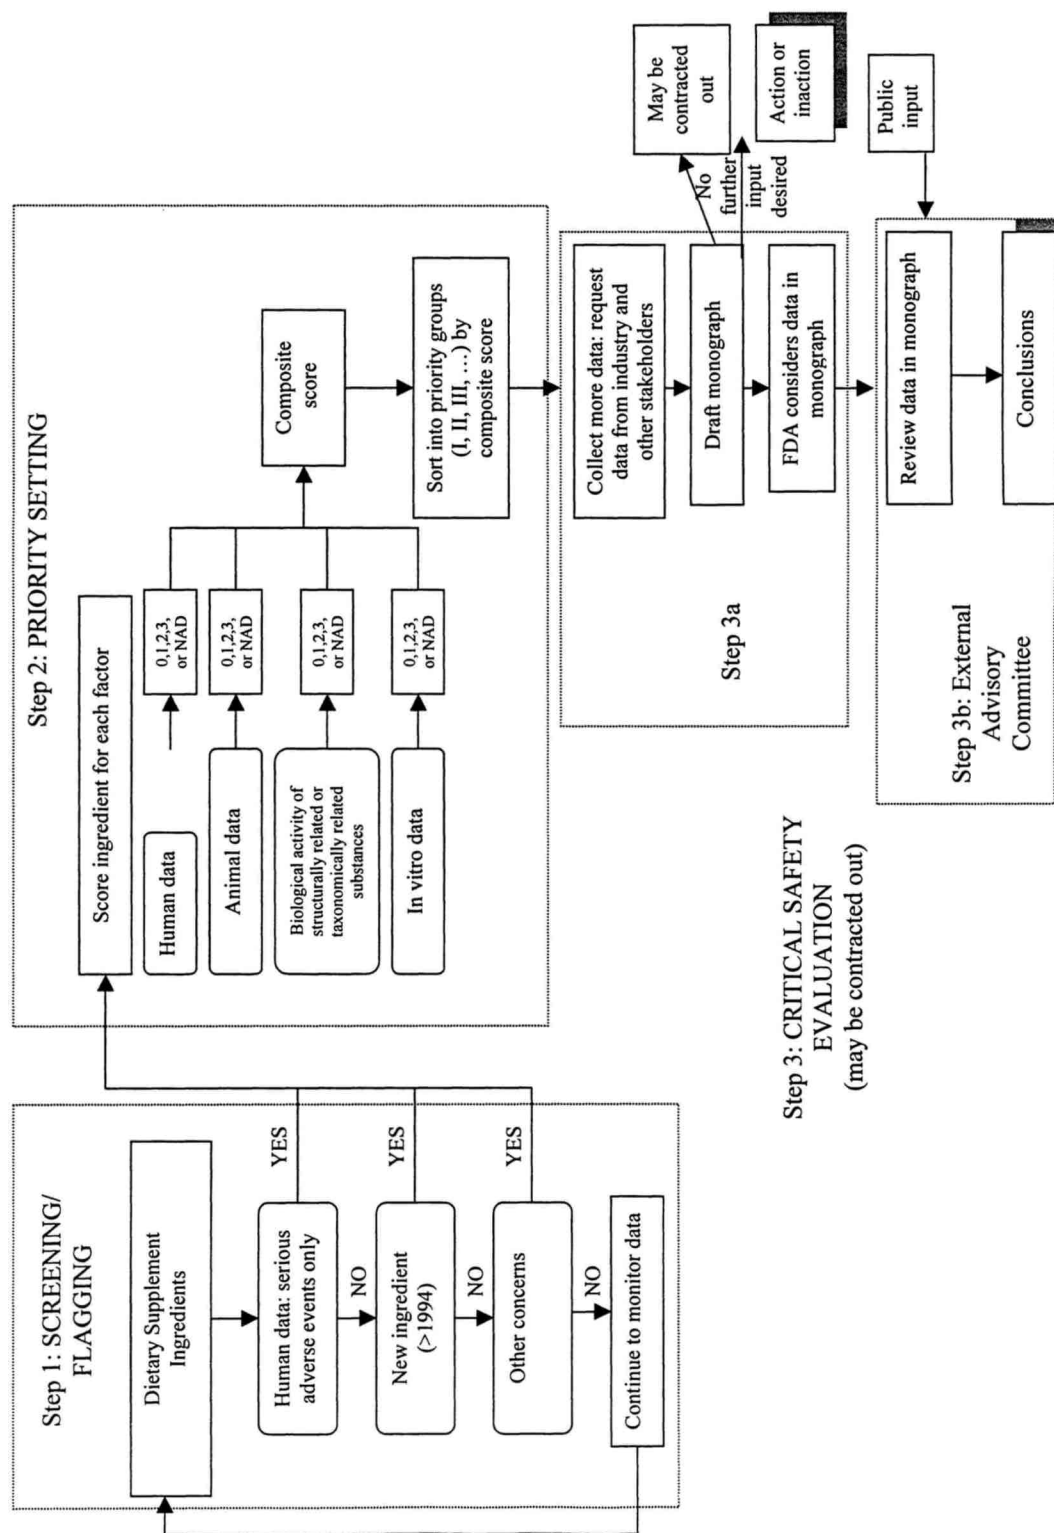 Step 1: SCREENING/
FLAGGING
Dietary Supplement
Ingredients
Human data: serious
adverse events only
YES
NO
New ingredient
(>1994)
YES
NO
Other concerns
YES
NO
Continue to monitor data
Step 2: PRIORITY SETTING
Score ingredient for each factor
Human data
0,1,2,3,
or NAD
Animal data
0,1,2,3,
or NAD
Biological activity of
structurally related or
taxonomically related
substances
0,1,2,3,
or NAD
In vitro data
0,1,2,3,
or NAD
Composite
score
Sort into priority groups
(I, II, III, …) by
composite score
Step 3: CRITICAL SAFETY
EVALUATION
(may be contracted out)
Step 3a
Collect more data: request
data from industry and
other stakeholders
Draft monograph
FDA considers data in
monograph
May be
contracted
out
No
further
input
desired
Action or
inaction
Step 3b: External
Advisory
Committee
Public
input
Review data in monograph
Conclusions